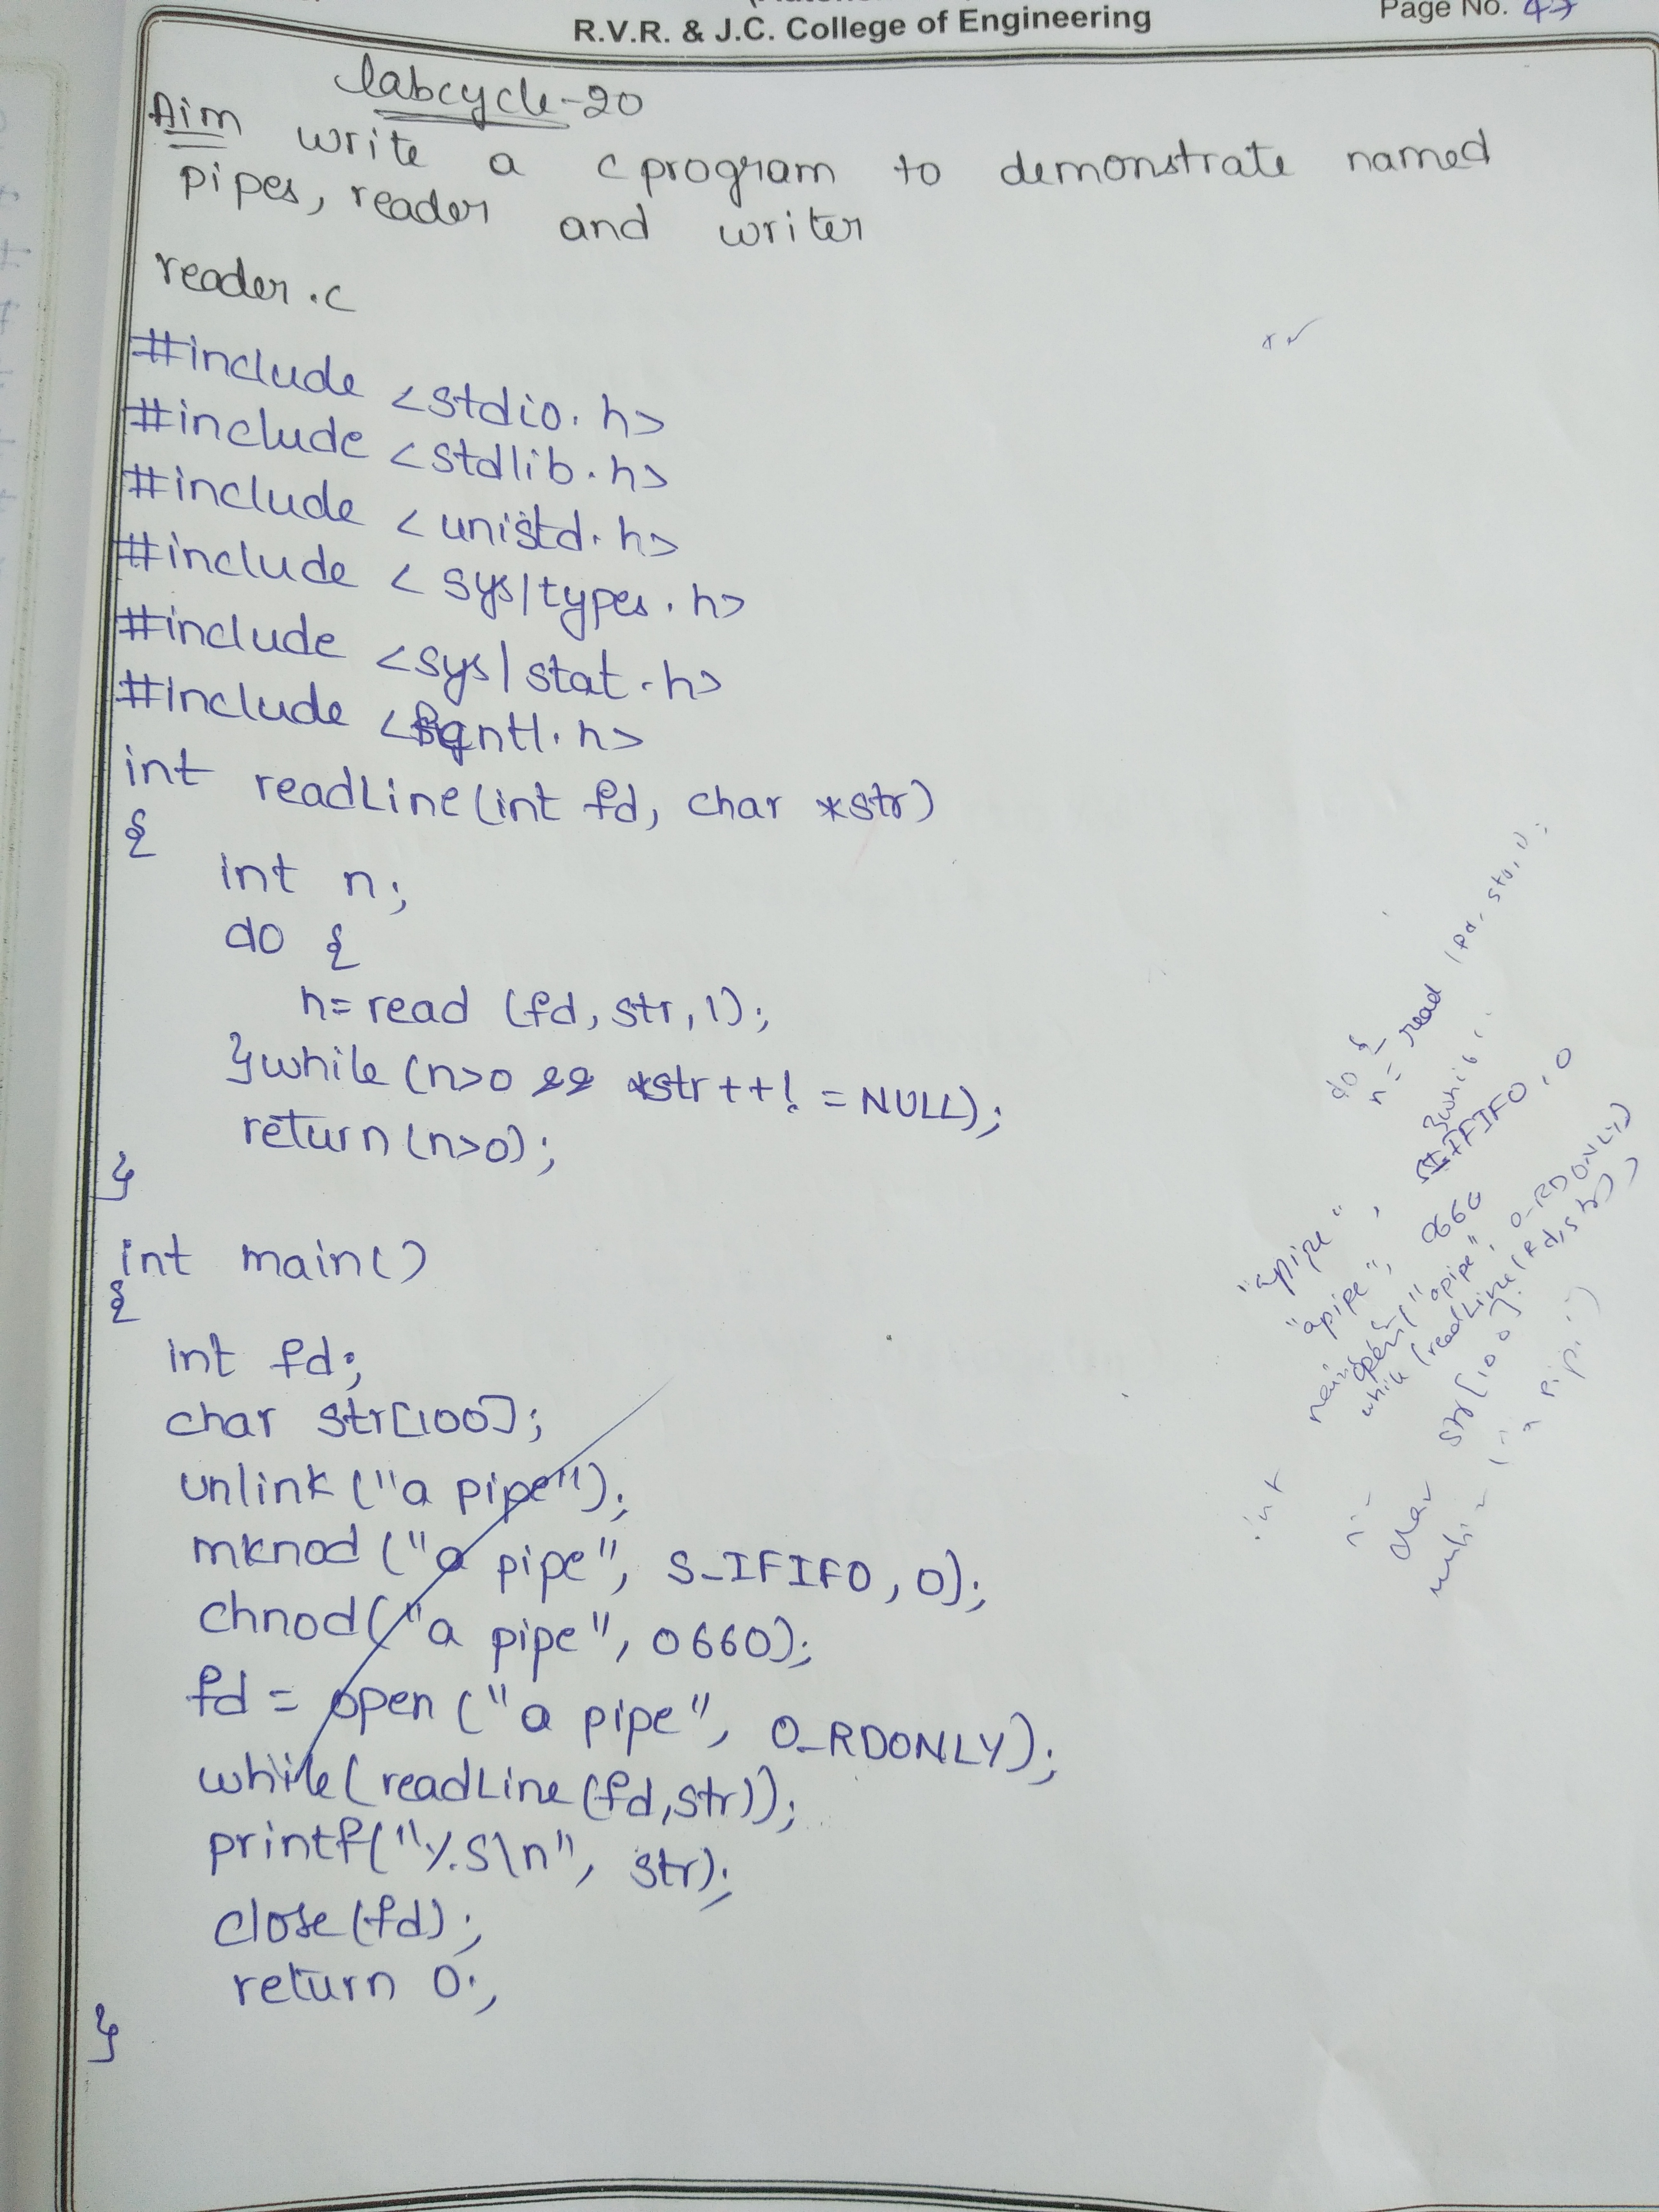 R.V.R. & J.C. College of Engineering
Page No. 47
labcycle-20
Aim write a c program to demonstrate named
pipes, reader and writer
reader.c
#include <stdio.h>
#include <stdlib.h>
#include <unistd.h>
#include <sys/types.h>
#include <sys/stat.h>
#include <fcntl.h>
int readLine(int fd, char *str)
{
int n;
do {
n=read (fd,str,1);
}while (n>0 && *str++! =NULL);
return(n>0);
}
int main()
{
int fd;
char str[100];
unlink ("a pipe");
mknod ("a pipe", S_IFIFO, 0);
chnod("a pipe", 0660);
fd = open ("a pipe", O_RDONLY);
while(readLine(fd,str));
printf("%s\n", str);
close(fd);
return 0;
}
do {
n = read (fd, str, 1);
"apipe",
S_IFIFO, 0
"apipe", 0660
open(" apipe", O_RDONLY)
while (readLine(fd,str));
str[100];
int
char